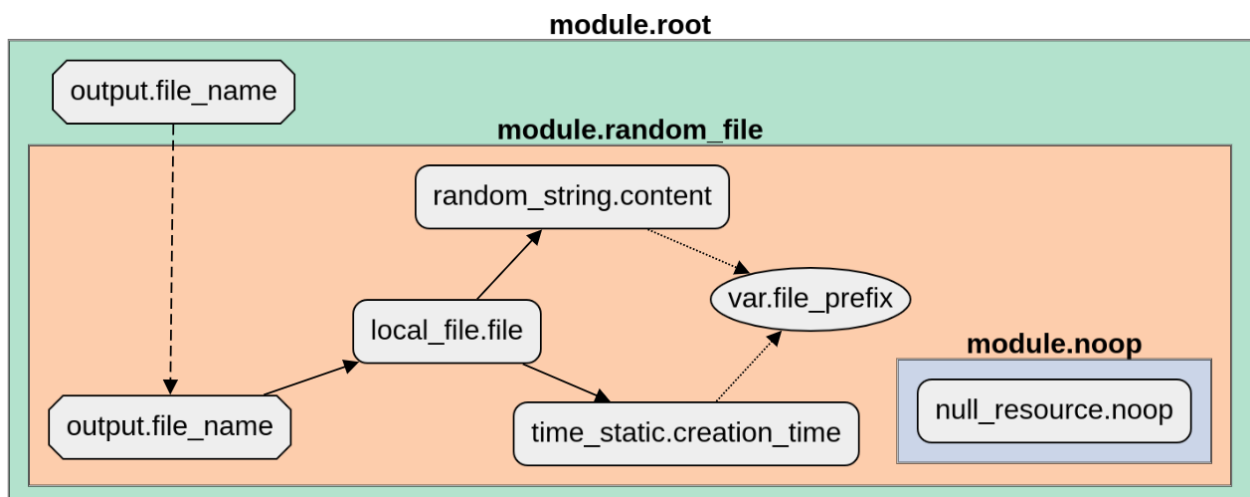 module.root
output.file_name
module.random_file
random_string.content
var.file_prefix
local_file.file
module.noop
null_resource.noop
output.file_name
time_static.creation_time